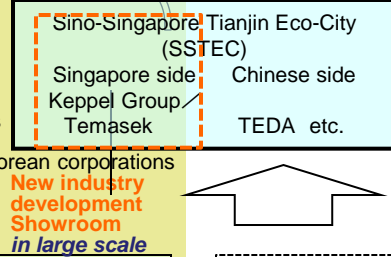 Sino-Singapore Tianjin Eco-City
(SSTEC)
Singapore side Chinese side
Keppel Group
Temasek TEDA etc.
corporations
New industry
development
Showroom
in large scale